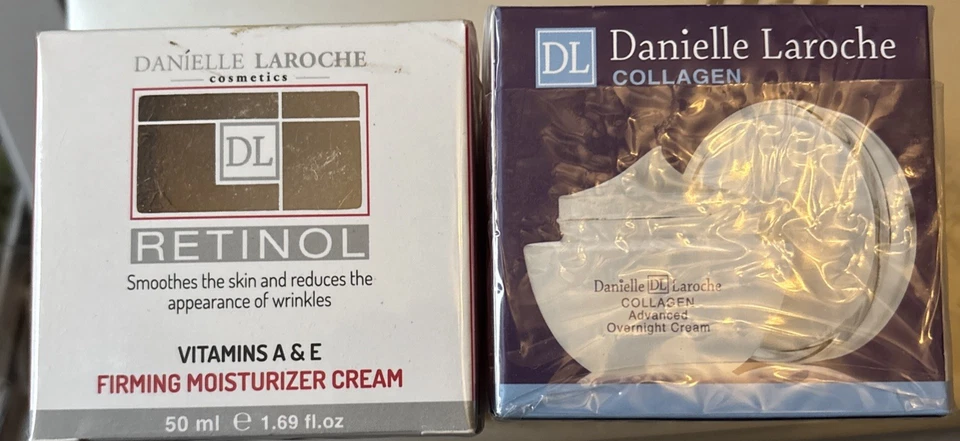 DANIELLE LAROCHE
cosmetics
DL
RETINOL
Smoothes the skin and reduces the
appearance of wrinkles
VITAMINS A & E
FIRMING MOISTURIZER CREAM
50 ml ℮ 1.69 fl.oz
DL Danielle Laroche
COLLAGEN
Danielle DL Laroche
COLLAGEN
Advanced
Overnight Cream